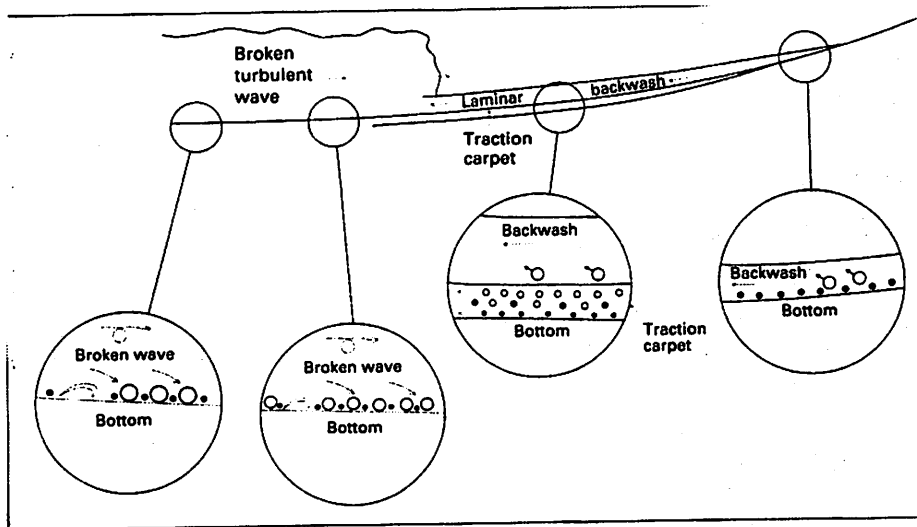 Broken
turbulent
wave
Laminar
backwash
Traction
carpet
Backwash
Bottom
Traction
carpet
Backwash
Bottom
Broken wave
Bottom
Broken wave
Bottom